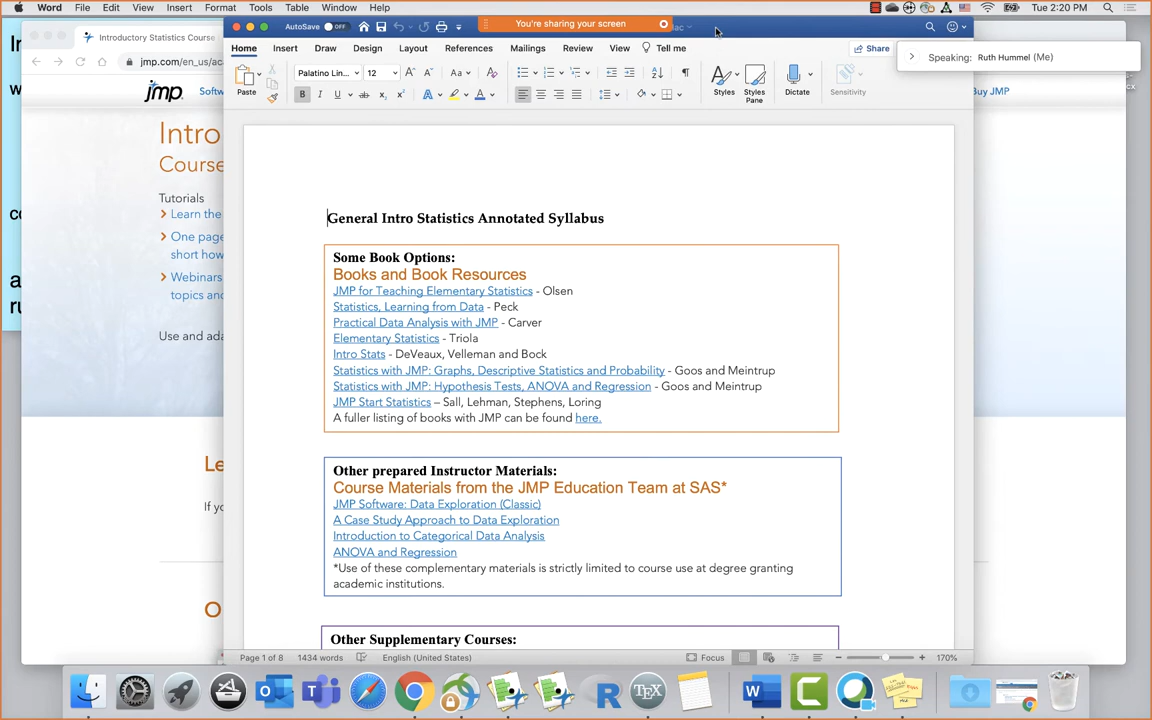 Word File Edit View Insert Format Tools Table Window Help Tue 2:20 PM
You're sharing your screen
AutoSave OFF
Introductory Statistics Course
Speaking: Ruth Hummel (Me)
Home Insert Draw Design Layout References Mailings Review View Tell me Share
jmp.com/en_us/ac
Paste Palatino Lin... 12 Styles Styles Pane Dictate Sensitivity
jmp Softw Buy JMP
Intro
Course
Tutorials
Learn the
One page
short how
Webinars
topics and
Use and ada
Le
If you
O
General Intro Statistics Annotated Syllabus
Some Book Options:
Books and Book Resources
JMP for Teaching Elementary Statistics - Olsen
Statistics, Learning from Data - Peck
Practical Data Analysis with JMP - Carver
Elementary Statistics - Triola
Intro Stats - DeVeaux, Velleman and Bock
Statistics with JMP: Graphs, Descriptive Statistics and Probability - Goos and Meintrup
Statistics with JMP: Hypothesis Tests, ANOVA and Regression - Goos and Meintrup
JMP Start Statistics – Sall, Lehman, Stephens, Loring
A fuller listing of books with JMP can be found here.
Other prepared Instructor Materials:
Course Materials from the JMP Education Team at SAS*
JMP Software: Data Exploration (Classic)
A Case Study Approach to Data Exploration
Introduction to Categorical Data Analysis
ANOVA and Regression
*Use of these complementary materials is strictly limited to course use at degree granting
academic institutions.
Other Supplementary Courses:
Page 1 of 8 1434 words English (United States) Focus 170%